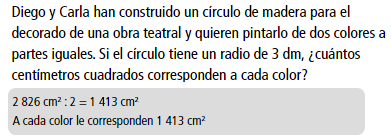 Diego y Carla han construido un círculo de madera para el
decorado de una obra teatral y quieren pintarlo de dos colores a
partes iguales. Si el círculo tiene un radio de 3 dm, ¿cuántos
centímetros cuadrados corresponden a cada color?
2 826 cm² : 2 = 1 413 cm²
A cada color le corresponden 1 413 cm²